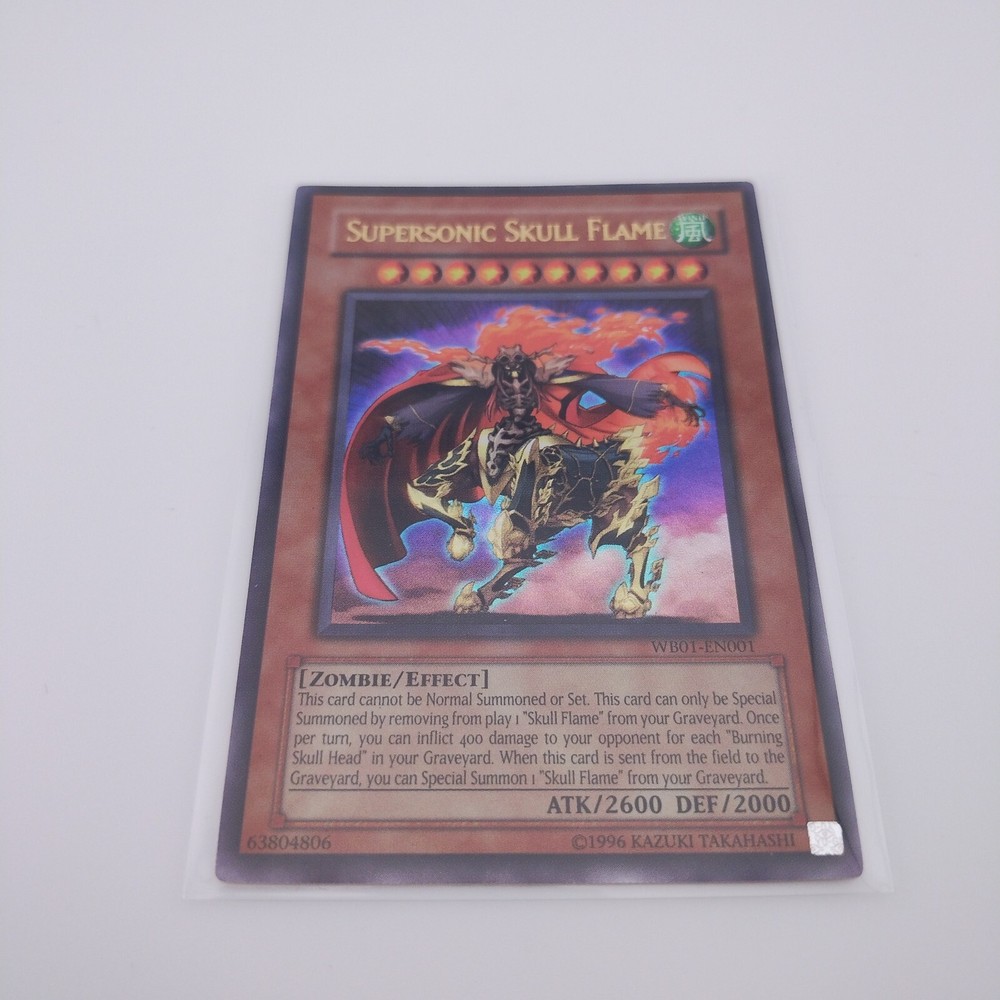 SUPERSONIC SKULL FLAME 風
WB01-EN001
[ZOMBIE/EFFECT]
This card cannot be Normal Summoned or Set. This card can only be Special
Summoned by removing from play 1 "Skull Flame" from your Graveyard. Once
per turn, you can inflict 400 damage to your opponent for each "Burning
Skull Head" in your Graveyard. When this card is sent from the field to the
Graveyard, you can Special Summon 1 "Skull Flame" from your Graveyard.
ATK/2600 DEF/2000
63804806 ©1996 KAZUKI TAKAHASHI